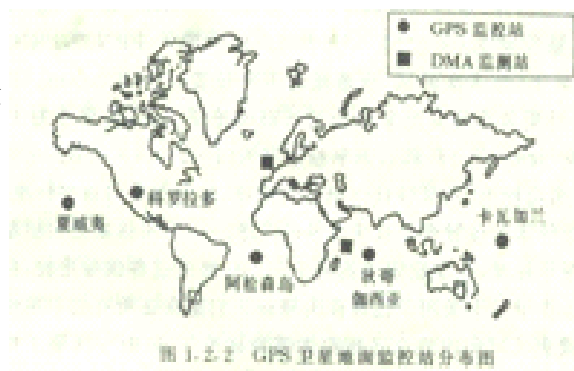 GPS 监控站
DMA 监测站
科罗拉多
夏威夷
卡瓦加兰
阿松森岛
狄哥
伽西亚
图 1-2-2 GPS 卫星地面监控站分布图